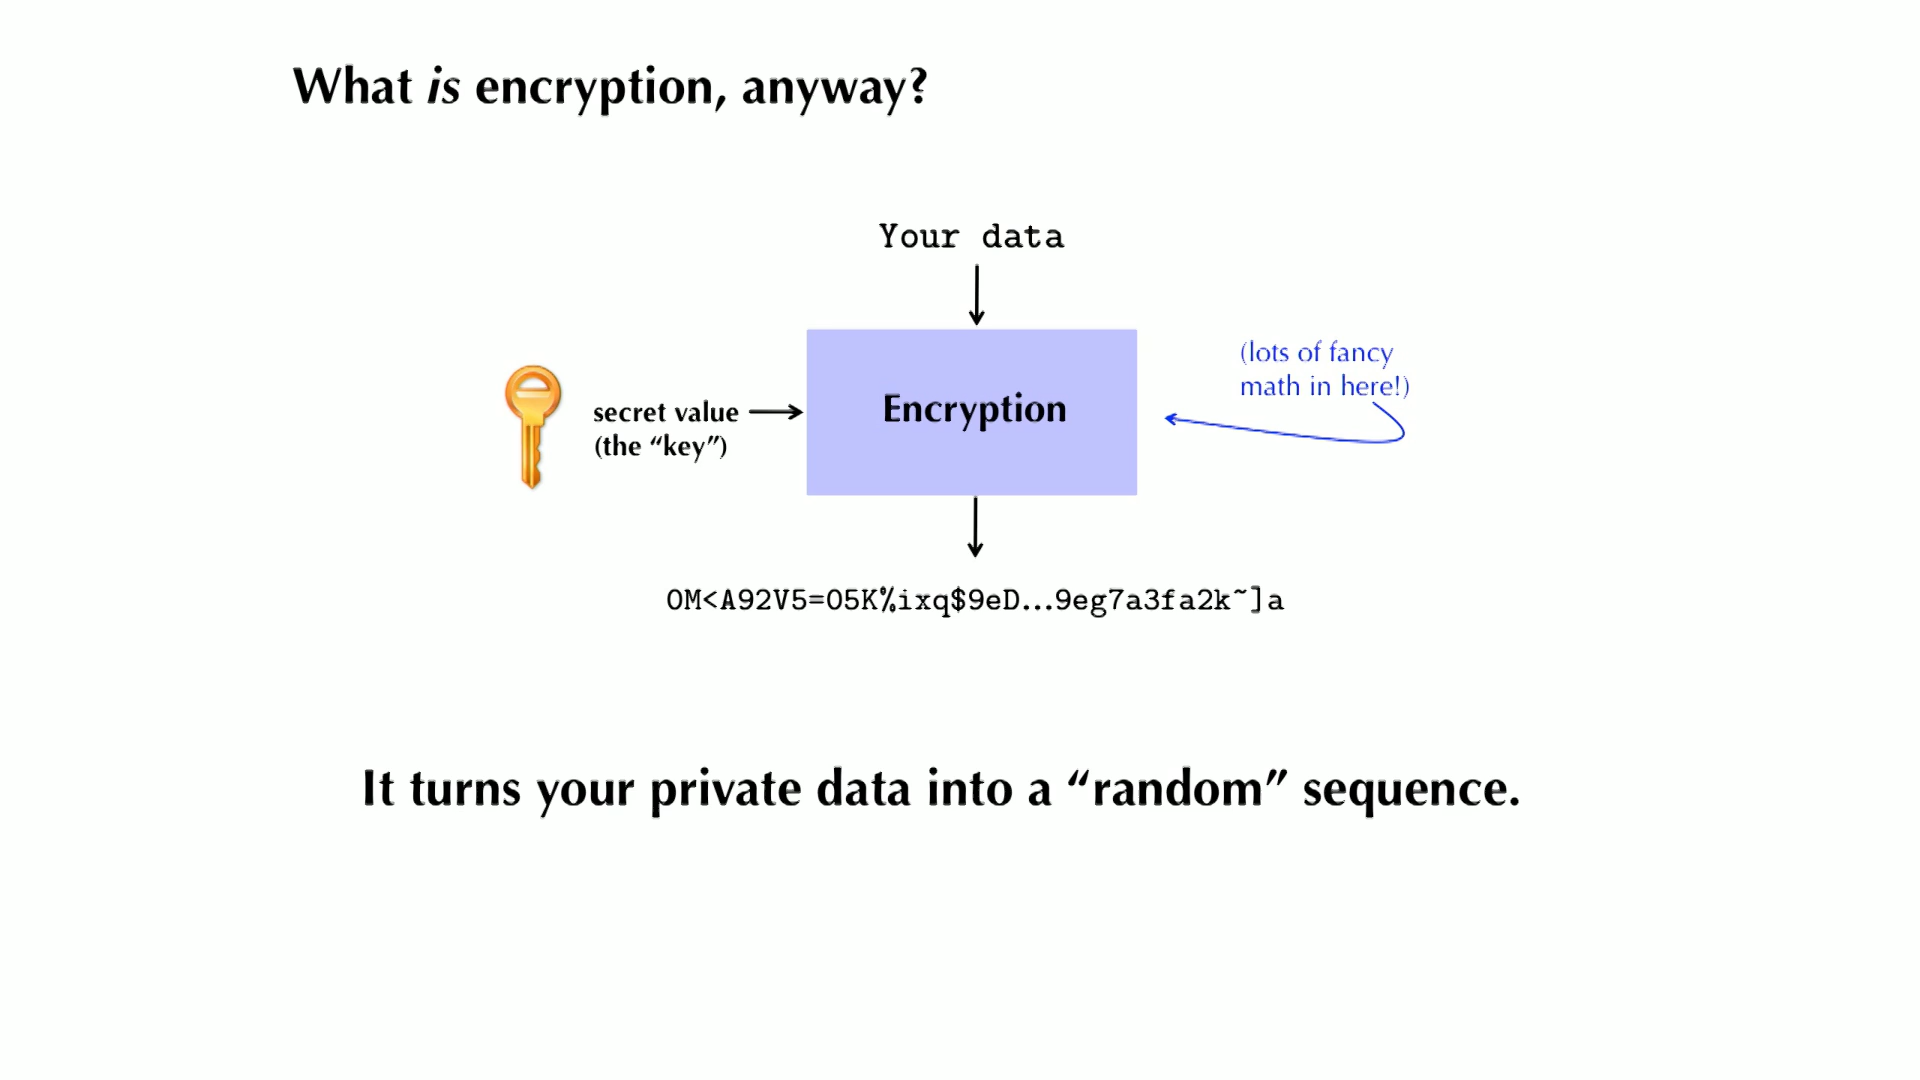 What is encryption, anyway?
Your data
secret value
(the “key”)
Encryption
(lots of fancy
math in here!)
0M<A92V5=05K%ixq$9eD...9eg7a3fa2k~]a
It turns your private data into a “random” sequence.